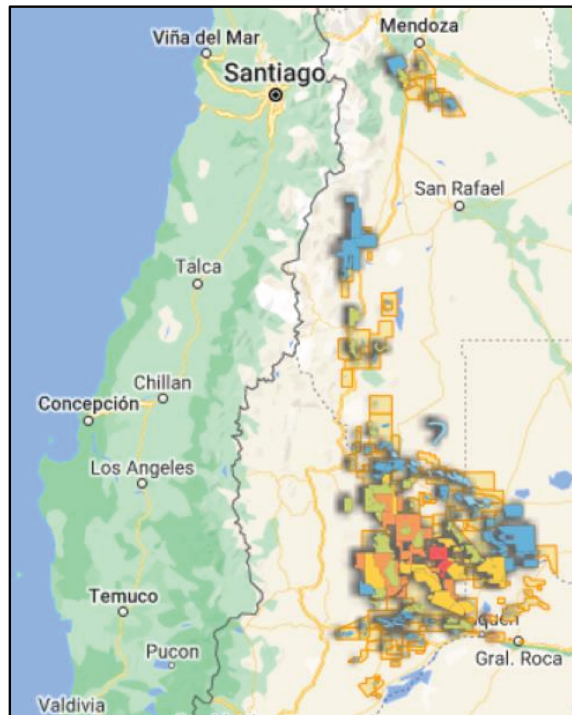 Viña del Mar
Mendoza
Santiago
San Rafael
Talca
Chillan
Concepción
Los Angeles
Temuco
Gral. Roca
Pucon
Valdivia